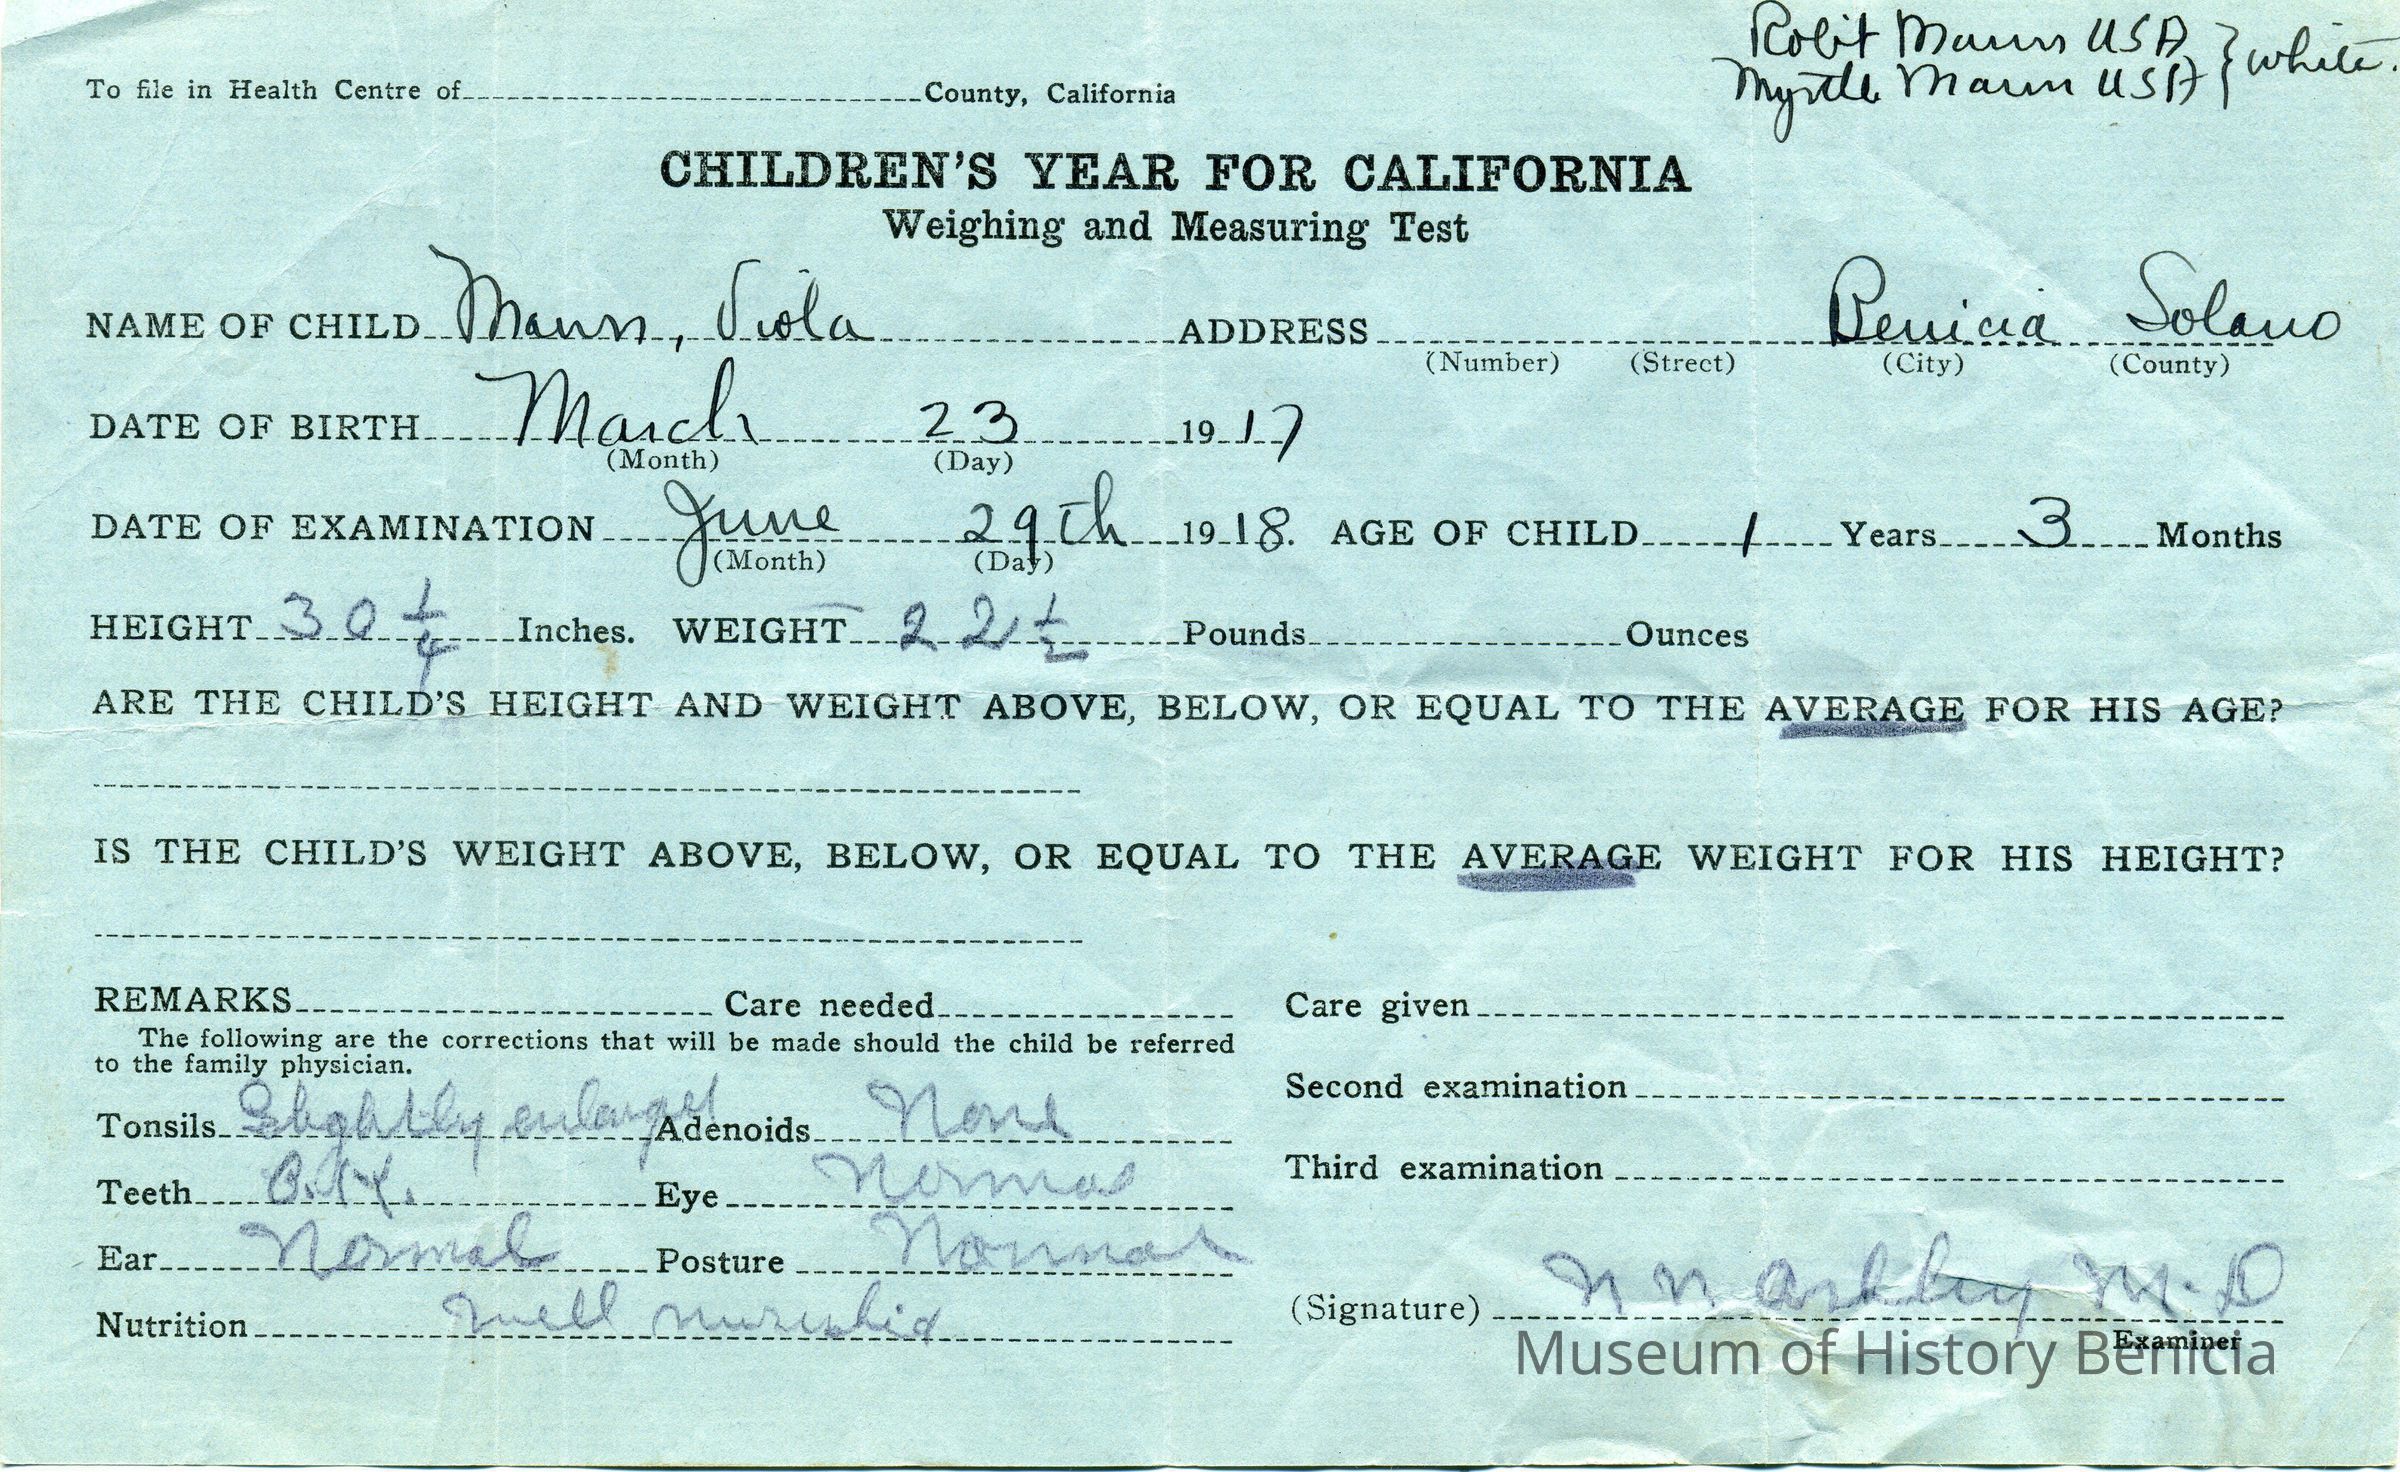 Robt Mann USA
Myrtle Mann USA } white.
To file in Health Centre of County, California
CHILDREN'S YEAR FOR CALIFORNIA
Weighing and Measuring Test
NAME OF CHILD Mann, Viola ADDRESS Benicia Solano
(Number) (Street) (City) (County)
DATE OF BIRTH March 23 1917
(Month) (Day)
DATE OF EXAMINATION June 29th 1918. AGE OF CHILD 1 Years 3 Months
(Month) (Day)
HEIGHT 30 1/4 Inches. WEIGHT 22 1/2 Pounds Ounces
ARE THE CHILD'S HEIGHT AND WEIGHT ABOVE, BELOW, OR EQUAL TO THE AVERAGE FOR HIS AGE?
IS THE CHILD'S WEIGHT ABOVE, BELOW, OR EQUAL TO THE AVERAGE WEIGHT FOR HIS HEIGHT?
REMARKS Care needed Care given
The following are the corrections that will be made should the child be referred
to the family physician.
Second examination
Tonsils Slightly enlarged Adenoids None
Third examination
Teeth O.K. Eye Normal
Ear Normal Posture Normal
(Signature) Ashley M.D
Nutrition well
Examiner
Museum of History Benicia